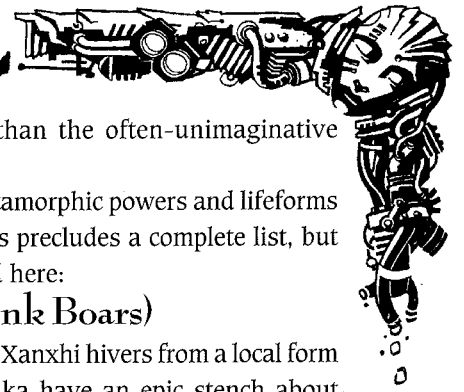 than the often-unimaginative
tamorphic powers and lifeforms
s precludes a complete list, but
here:
nk Boars)
Xanxhi hivers from a local form
ka have an epic stench about